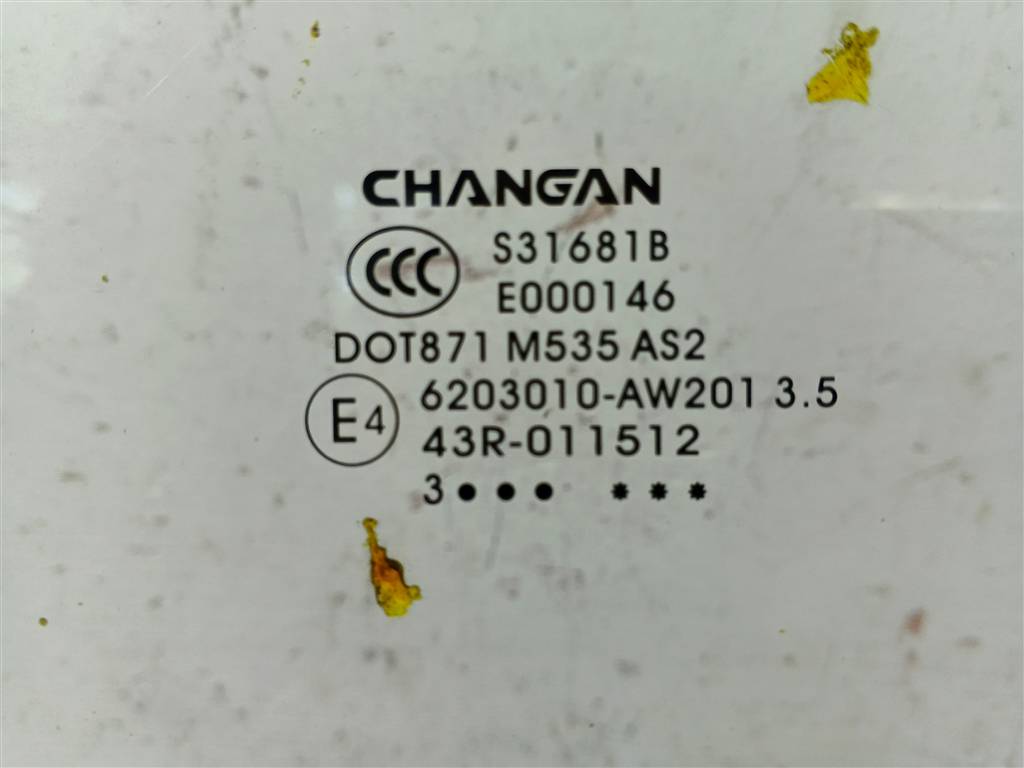 CHANGAN
CCC S31681B
E000146
DOT871 M535 AS2
E4 6203010-AW201 3.5
43R-011512
3●●● ✸✸✸